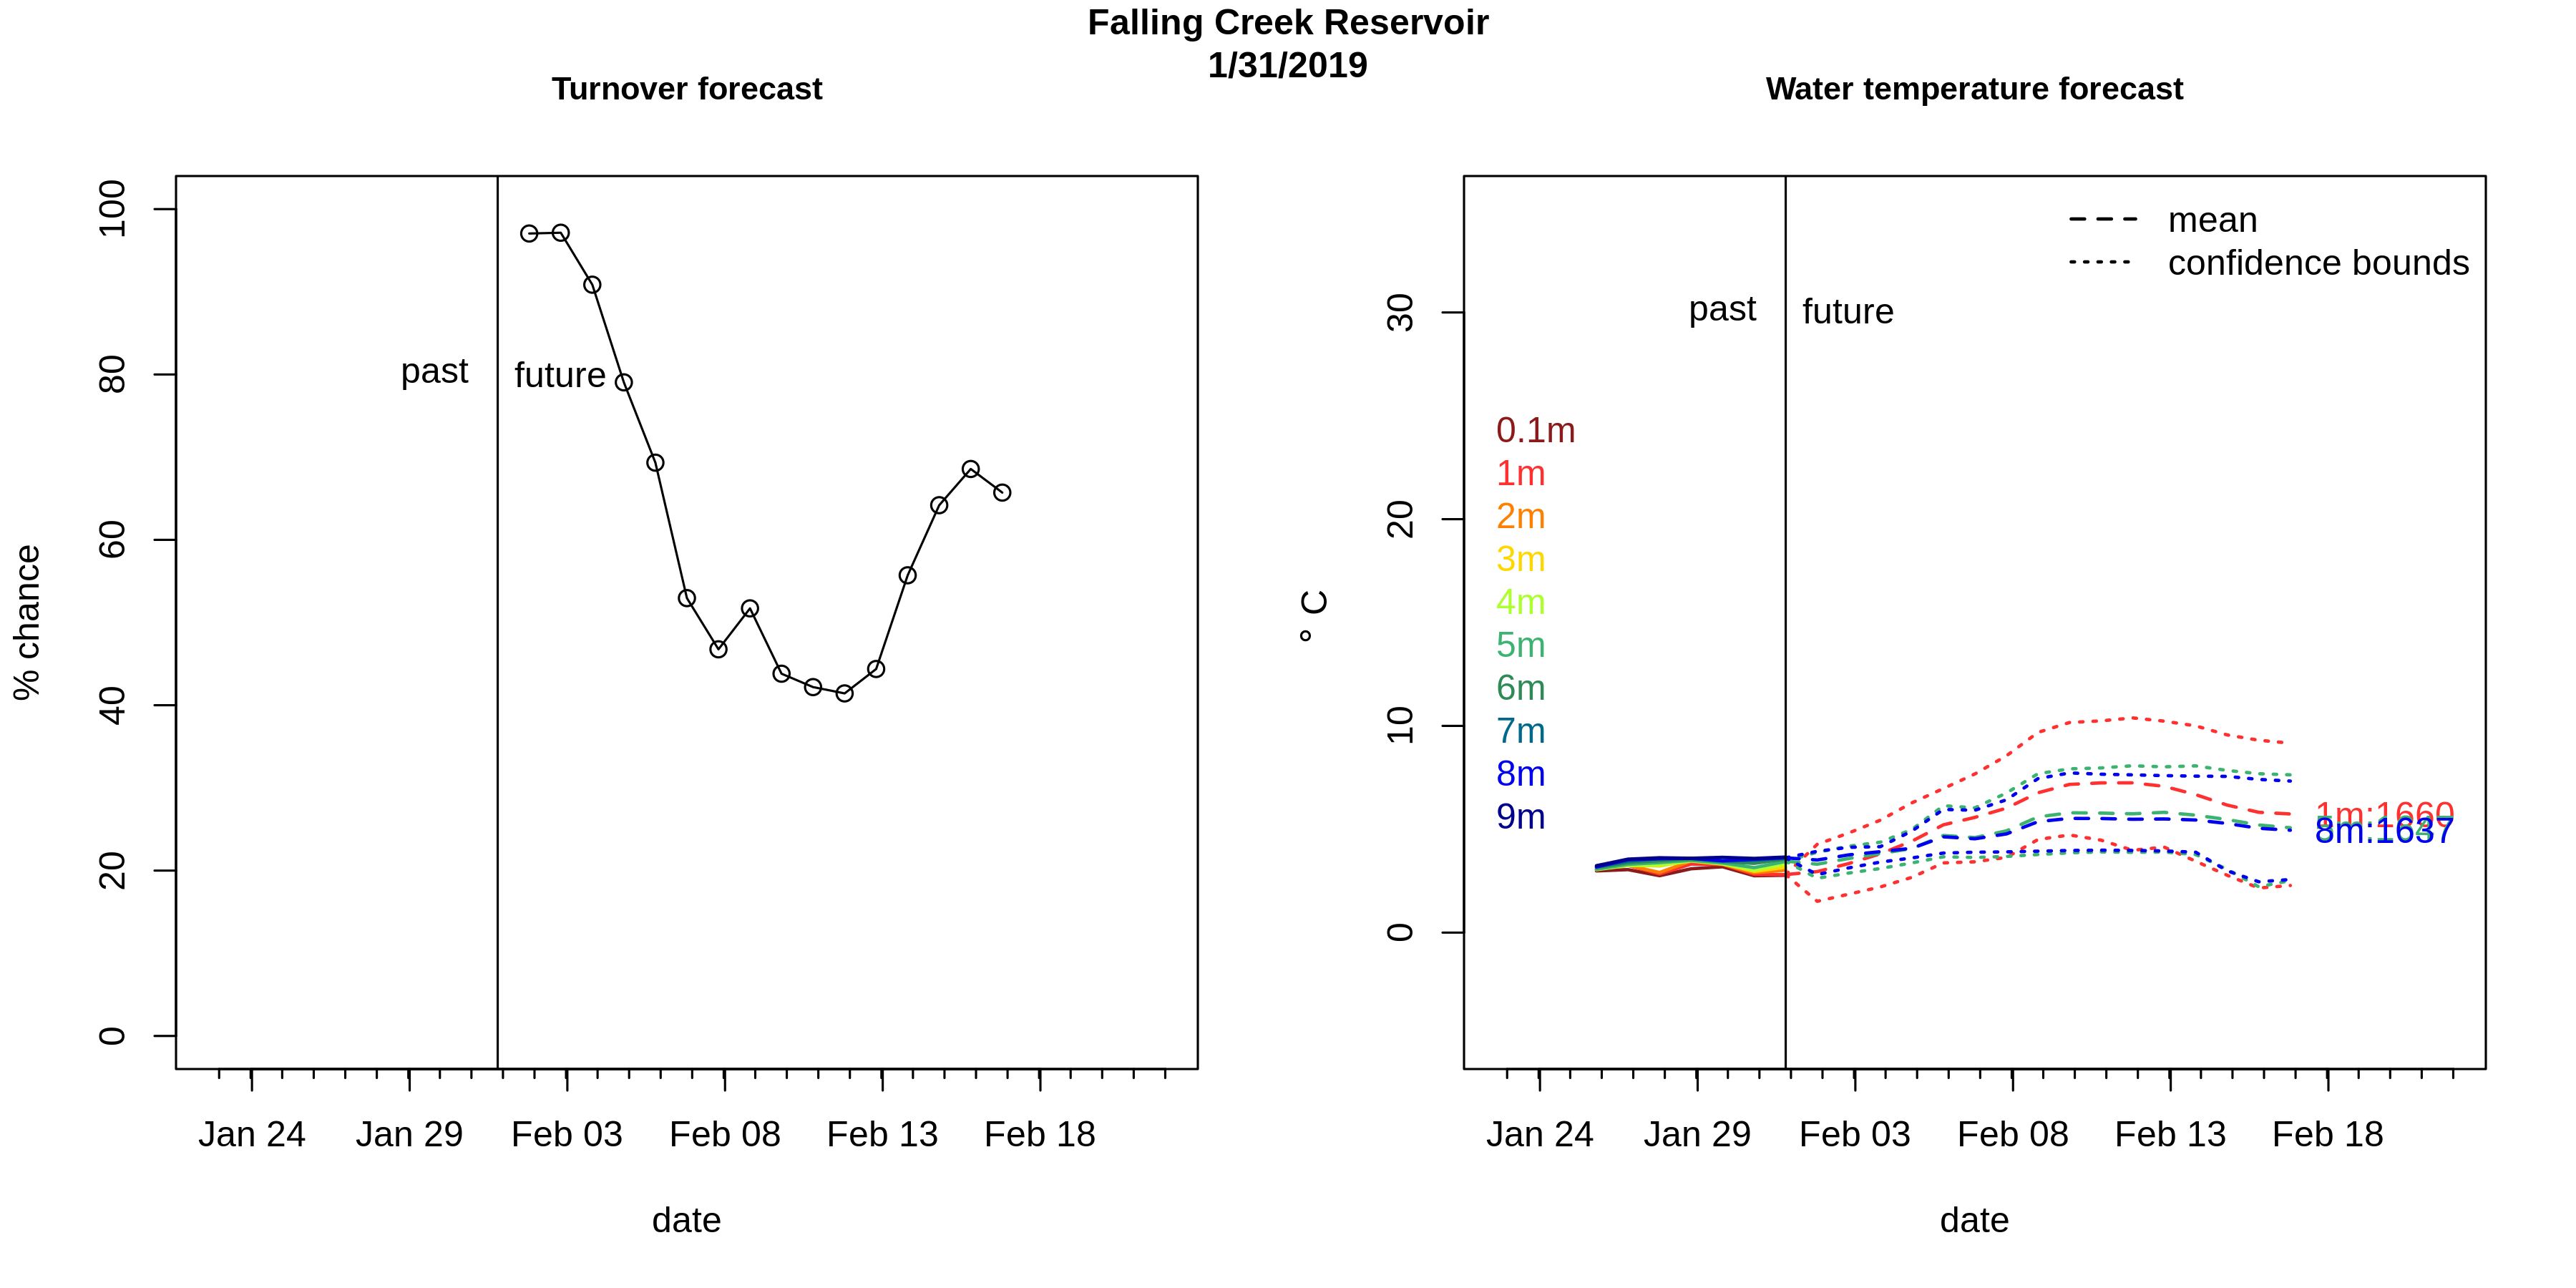 Falling Creek Reservoir
1/31/2019
Turnover forecast
% chance
100
80
60
40
20
0
past
future
Jan 24
Jan 29
Feb 03
Feb 08
Feb 13
Feb 18
date
Water temperature forecast
mean
confidence bounds
past
future
° C
30
20
10
0
0.1m
1m
2m
3m
4m
5m
6m
7m
8m
9m
1m:1660
8m:1637
Jan 24
Jan 29
Feb 03
Feb 08
Feb 13
Feb 18
date